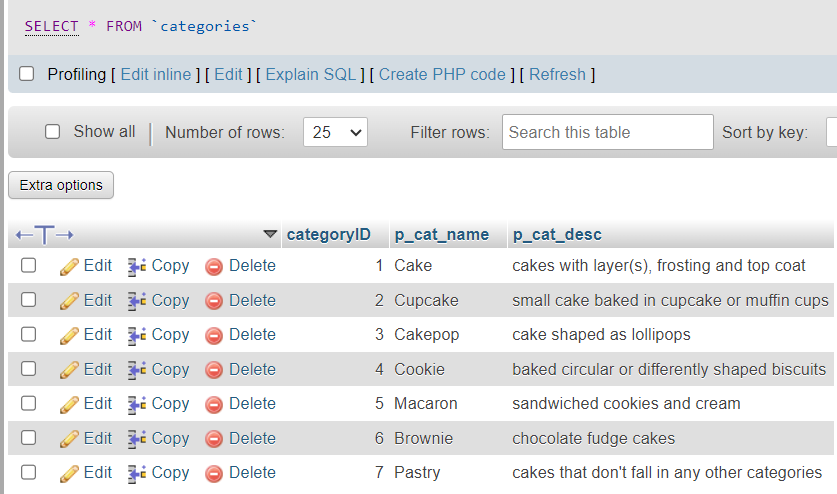 SELECT * FROM `categories`
Profiling [ Edit inline ] [ Edit ] [ Explain SQL ] [ Create PHP code ] [ Refresh ]
Show all Number of rows: 25 Filter rows: Search this table Sort by key:
Extra options
categoryID p_cat_name p_cat_desc
Edit Copy Delete 1 Cake cakes with layer(s), frosting and top coat
Edit Copy Delete 2 Cupcake small cake baked in cupcake or muffin cups
Edit Copy Delete 3 Cakepop cake shaped as lollipops
Edit Copy Delete 4 Cookie baked circular or differently shaped biscuits
Edit Copy Delete 5 Macaron sandwiched cookies and cream
Edit Copy Delete 6 Brownie chocolate fudge cakes
Edit Copy Delete 7 Pastry cakes that don't fall in any other categories